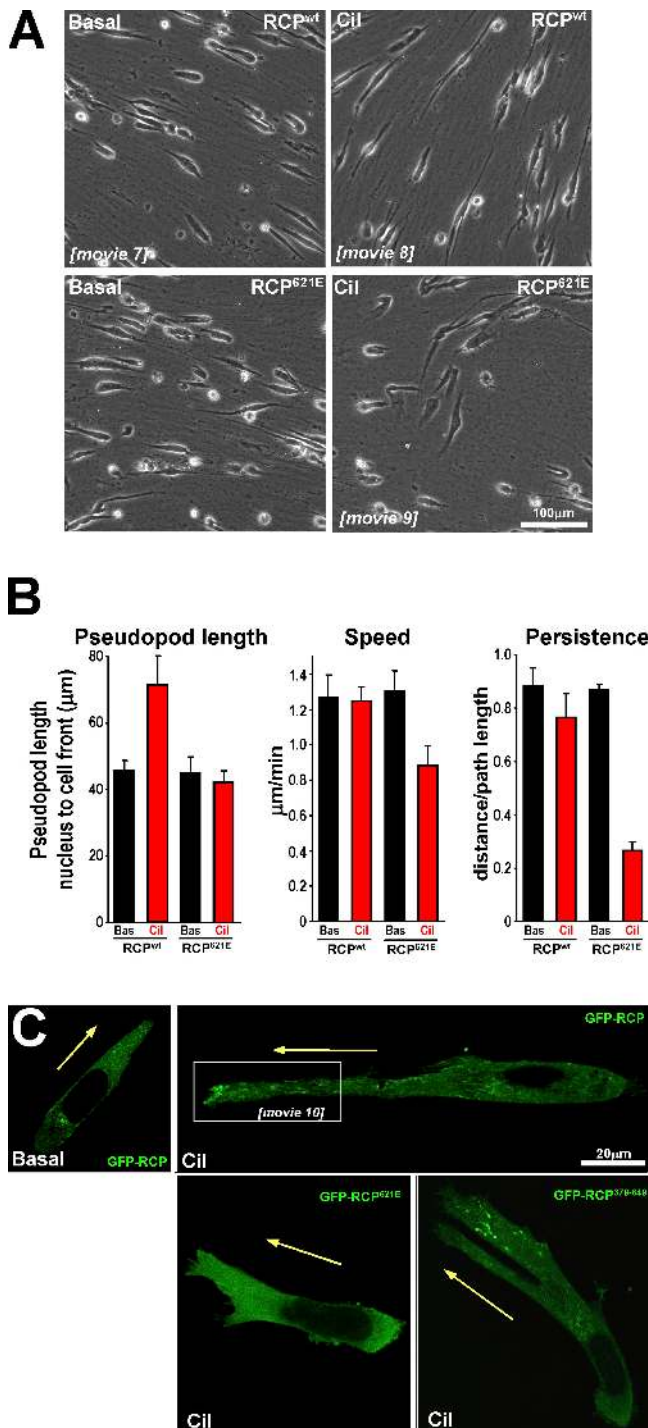 A
Basal RCPwt
[movie 7]
Cil RCPwt
[movie 8]
Basal RCP621E
Cil RCP621E
[movie 9]
100µm
B
Pseudopod length
Pseudopod length
nucleus to cell front (µm)
80
60
40
20
0
Bas Cil Bas Cil
RCPwt RCP621E
Speed
µm/min
1.4
1.2
1.0
0.8
0.6
0.4
0.2
0
Bas Cil Bas Cil
RCPwt RCP621E
Persistence
distance/path length
1.0
0.8
0.6
0.4
0.2
0
Bas Cil Bas Cil
RCPwt RCP621E
C
Basal GFP-RCP
GFP-RCP
[movie 10]
Cil
20µm
GFP-RCP621E
Cil
GFP-RCP379-649
Cil